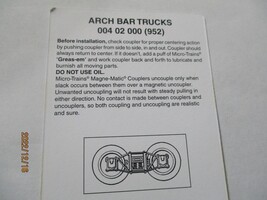 ARCH BAR TRUCKS
004 02 000 (952)
Before installation, check coupler for proper centering action
by pushing coupler from side to side, in and out. Coupler should
always return to center. If it doesn't, add a puff of Micro-Trains®
'Greas-em' and work coupler back and forth to lubricate and
burnish all moving parts.
DO NOT USE OIL.
Micro-Trains® Magne-Matic® Couplers uncouple only when
slack occurs between them over a magnetic uncoupler.
Unwanted uncoupling will not result with steady pulling in
either direction. No contact is made between couplers and
uncouplers, so both coupling and uncoupling are realistic
and sure.